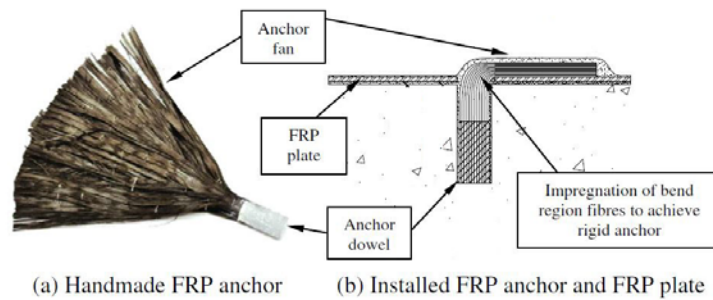 Anchor
fan
FRP
plate
Anchor
dowel
Impregnation of bend
region fibres to achieve
rigid anchor
(a) Handmade FRP anchor
(b) Installed FRP anchor and FRP plate